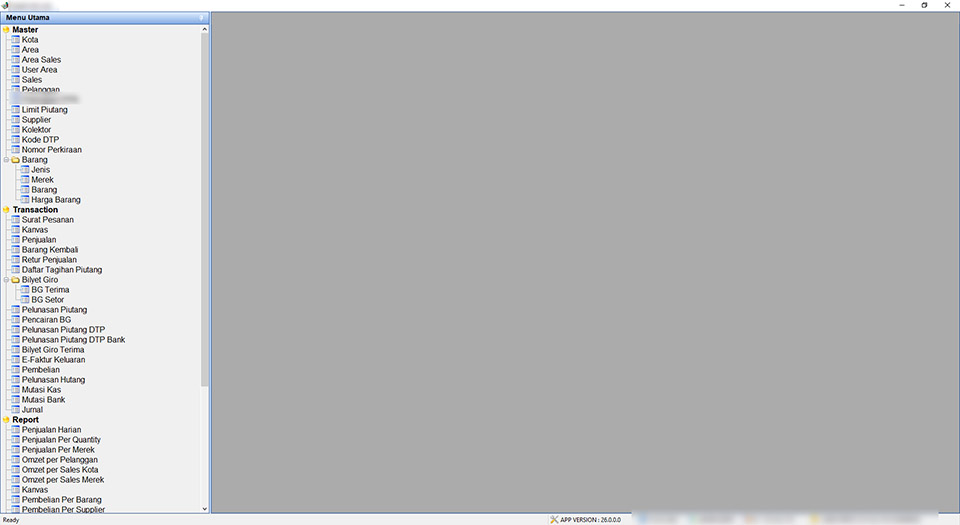 Menu Utama
Master
Kota
Area
Area Sales
User Area
Sales
Pelanggan
Limit Piutang
Supplier
Kolektor
Kode DTP
Nomor Perkiraan
Barang
Jenis
Merek
Barang
Harga Barang
Transaction
Surat Pesanan
Kanvas
Penjualan
Barang Kembali
Retur Penjualan
Daftar Tagihan Piutang
Bilyet Giro
BG Terima
BG Setor
Pelunasan Piutang
Pencairan BG
Pelunasan Piutang DTP
Pelunasan Piutang DTP Bank
Bilyet Giro Terima
E-Faktur Keluaran
Pembelian
Pelunasan Hutang
Mutasi Kas
Mutasi Bank
Jurnal
Report
Penjualan Harian
Penjualan Per Quantity
Penjualan Per Merek
Omzet per Pelanggan
Omzet per Sales Kota
Omzet per Sales Merek
Kanvas
Pembelian Per Barang
Pembelian Per Supplier
Ready
APP VERSION : 26.0.0.0